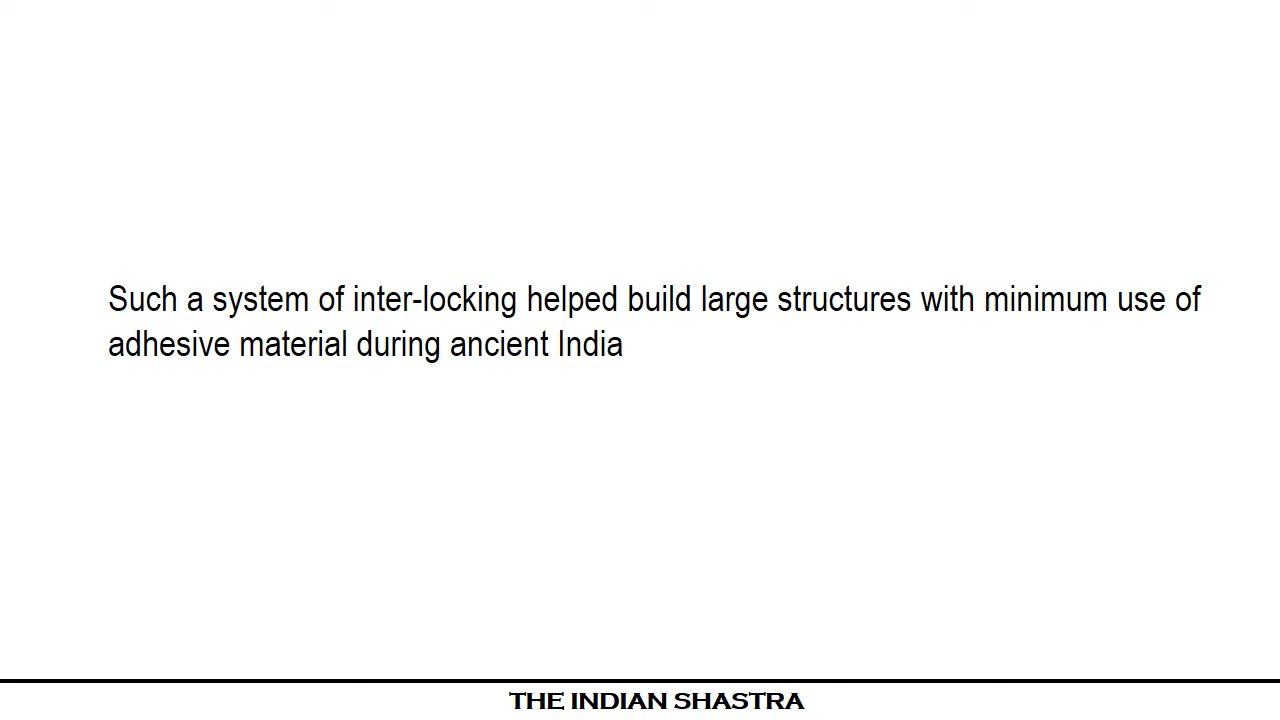 Such a system of inter-locking helped build large structures with minimum use of
adhesive material during ancient India
THE INDIAN SHASTRA